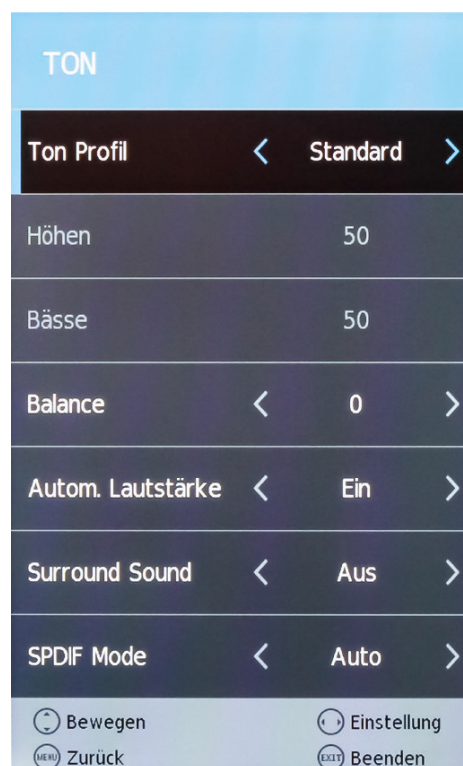 TON
Ton Profil < Standard >
Höhen 50
Bässe 50
Balance < 0 >
Autom. Lautstärke < Ein >
Surround Sound < Aus >
SPDIF Mode < Auto >
Bewegen Einstellung
MENU Zurück EXIT Beenden